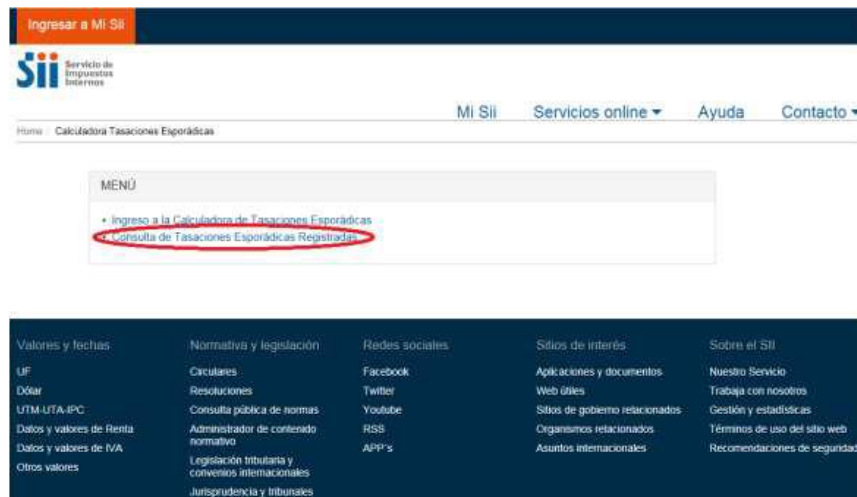 Ingresar a Mi Sii
Sii Servicio de
Impuestos
Internos
Mi Sii Servicios online Ayuda Contacto
Home Calculadora Tasaciones Esporádicas
MENÚ
Ingreso a la Calculadora de Tasaciones Esporádicas
Consulta de Tasaciones Esporádicas Registradas
Valores y fechas
UF
Dólar
UTM-UTA-IPC
Datos y valores de Renta
Datos y valores de IVA
Otros valores
Normativa y legislación
Circulares
Resoluciones
Consulta pública de normas
Administrador de contenido
normativo
Legislación tributaria y
convenios internacionales
Jurisprudencia y tribunales
Redes sociales
Facebook
Twitter
Youtube
RSS
APP's
Sitios de interés
Aplicaciones y documentos
Web útiles
Sitios de gobierno relacionados
Organismos relacionados
Asuntos internacionales
Sobre el SII
Nuestro Servicio
Trabaja con nosotros
Gestión y estadísticas
Términos de uso del sitio web
Recomendaciones de seguridad